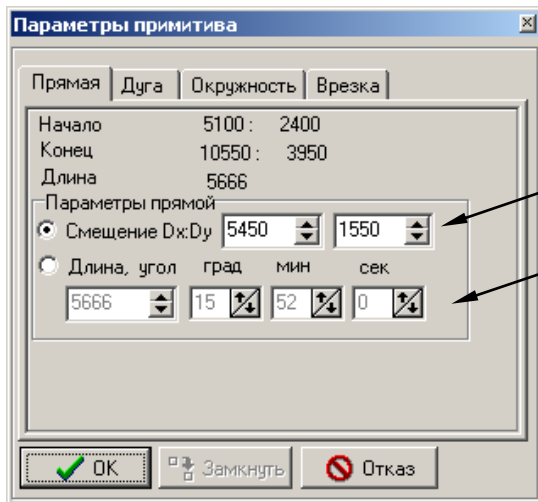 Параметры примитива
Прямая Дуга Окружность Врезка
Начало 5100 : 2400
Конец 10550 : 3950
Длина 5666
Параметры прямой
Смещение Dx:Dy 5450 1550
Длина, угол град мин сек
5666 15 52 0
OK Замкнуть Отказ